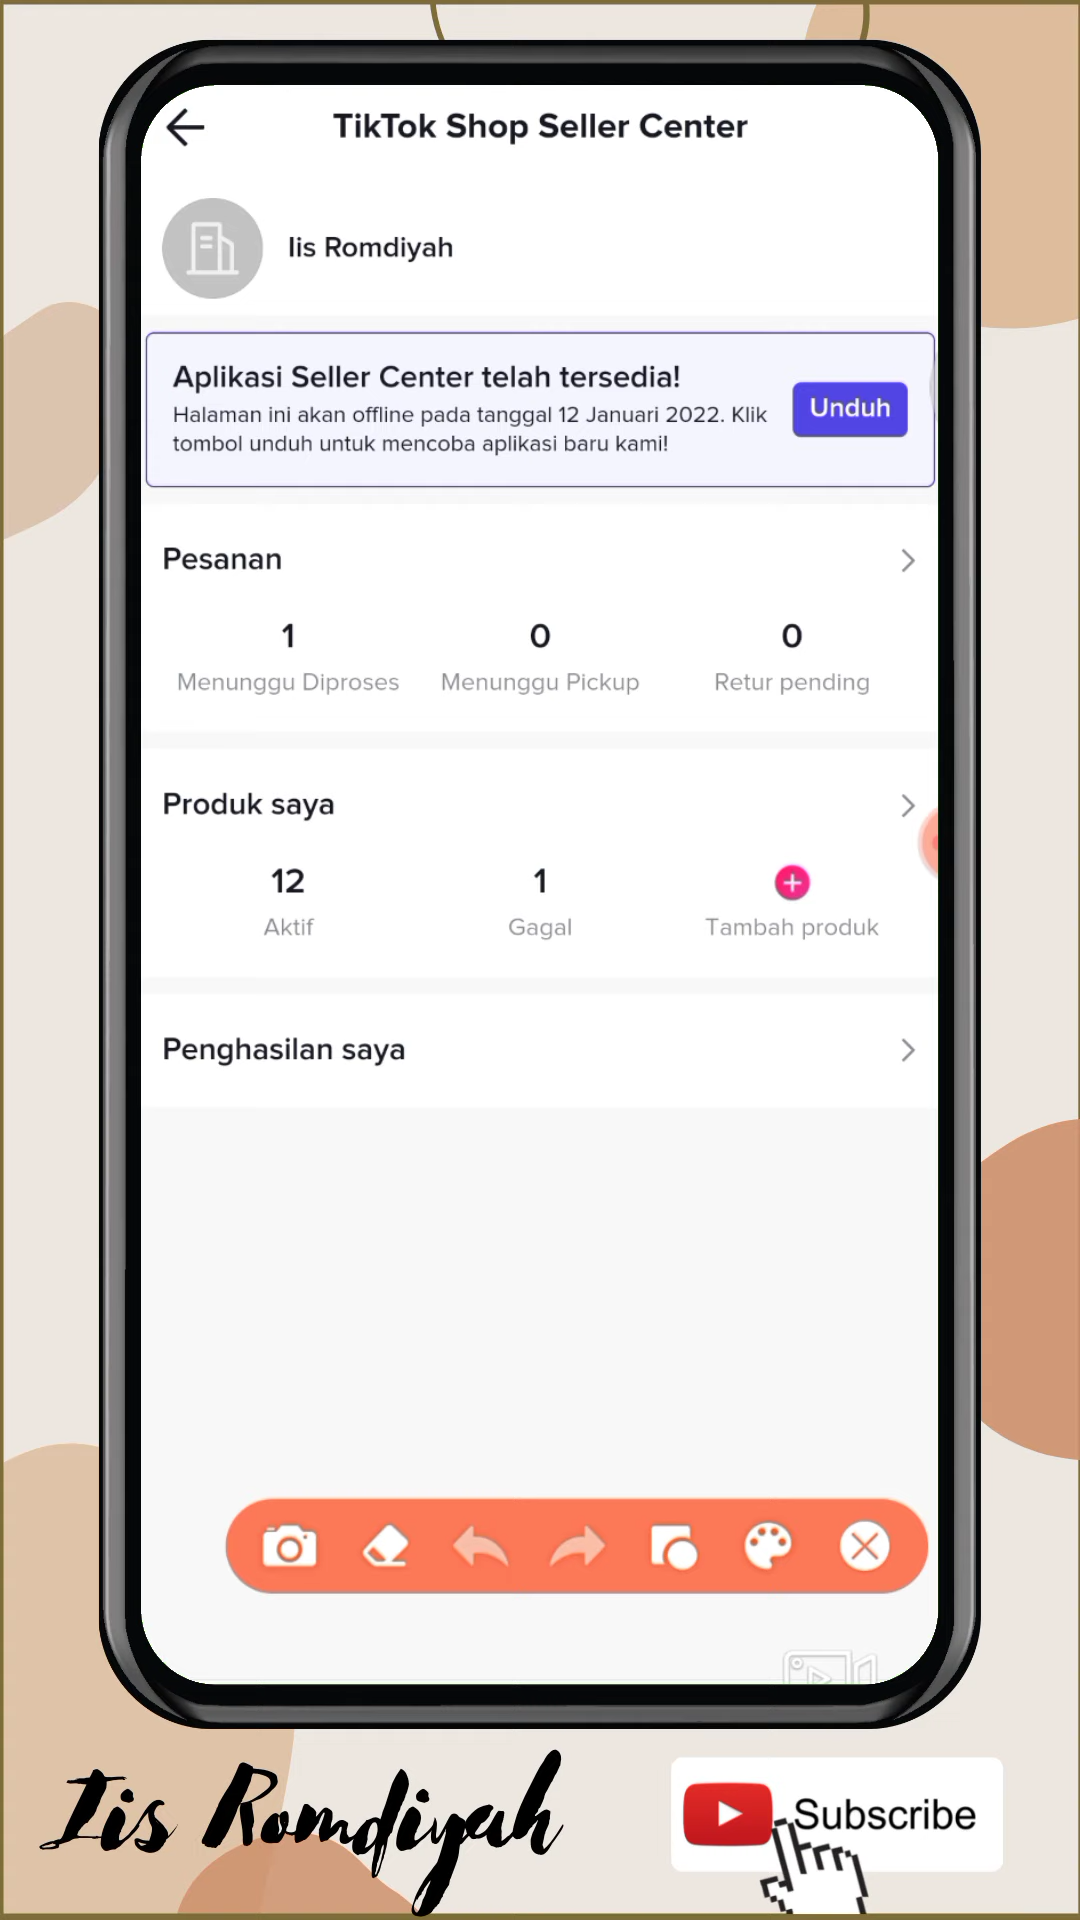 TikTok Shop Seller Center
Iis Romdiyah
Aplikasi Seller Center telah tersedia!
Halaman ini akan offline pada tanggal 12 Januari 2022. Klik
tombol unduh untuk mencoba aplikasi baru kami!
Unduh
Pesanan
1
0
0
Menunggu Diproses
Menunggu Pickup
Retur pending
Produk saya
12
1
Aktif
Gagal
Tambah produk
Penghasilan saya
Iis Romdiyah
Subscribe